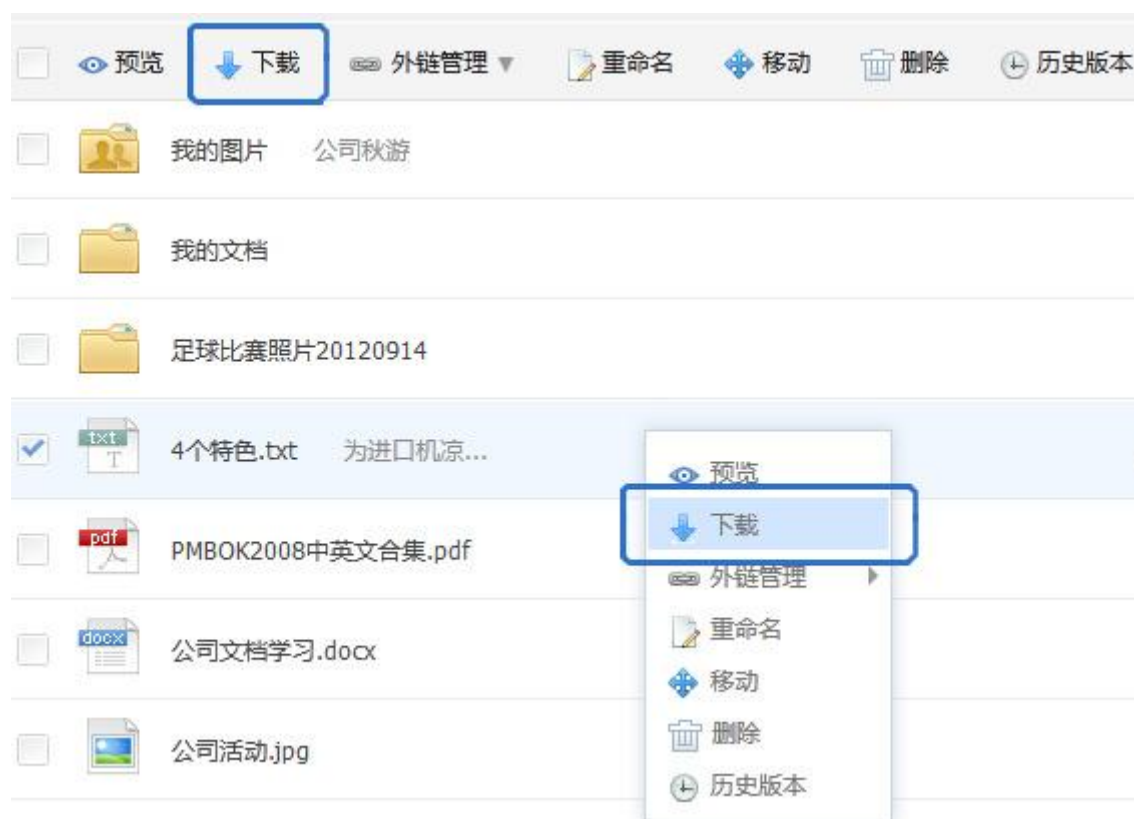 预览 下载 外链管理 重命名 移动 删除 历史版本
我的图片 公司秋游
我的文档
足球比赛照片20120914
txt T 4个特色.txt 为进口机凉...
预览
下载
pdf PMBOK2008中英文合集.pdf
外链管理
重命名
docx 公司文档学习.docx
移动
删除
公司活动.jpg
历史版本